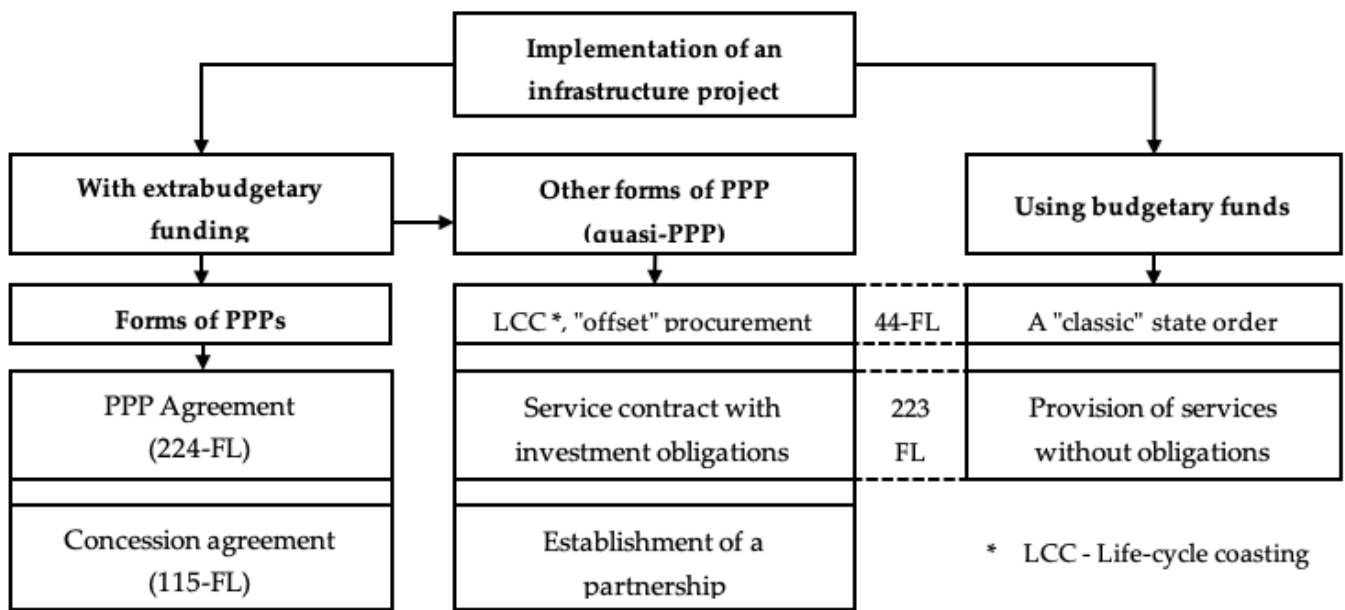 Implementation of an
infrastructure project
With extrabudgetary
funding
Other forms of PPP
(quasi-PPP)
Using budgetary funds
Forms of PPPs
LCC *, "offset" procurement
44-FL
A "classic" state order
PPP Agreement
(224-FL)
Service contract with
investment obligations
223
FL
Provision of services
without obligations
Concession agreement
(115-FL)
Establishment of a
partnership
* LCC - Life-cycle coasting